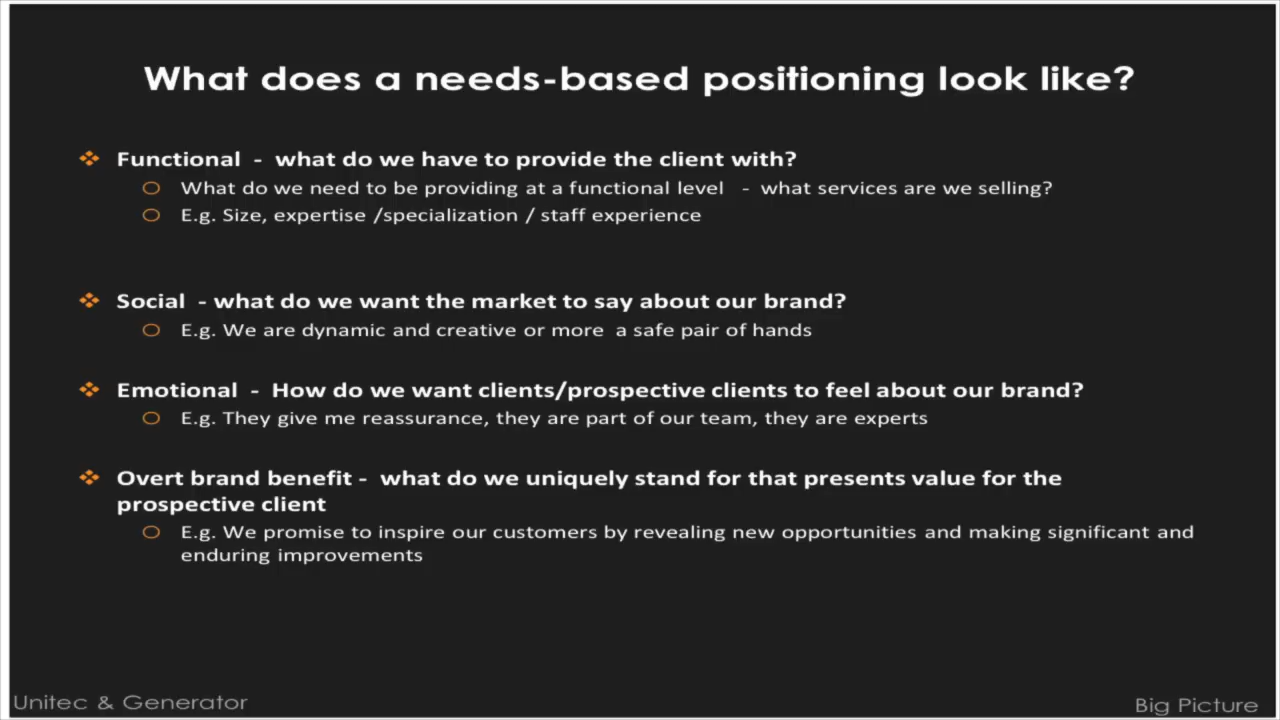 What does a needs-based positioning look like?
Functional - what do we have to provide the client with?
What do we need to be providing at a functional level - what services are we selling?
E.g. Size, expertise /specialization / staff experience
Social - what do we want the market to say about our brand?
E.g. We are dynamic and creative or more a safe pair of hands
Emotional - How do we want clients/prospective clients to feel about our brand?
E.g. They give me reassurance, they are part of our team, they are experts
Overt brand benefit - what do we uniquely stand for that presents value for the
prospective client
E.g. We promise to inspire our customers by revealing new opportunities and making significant and
enduring improvements
Unitec & Generator
Big Picture